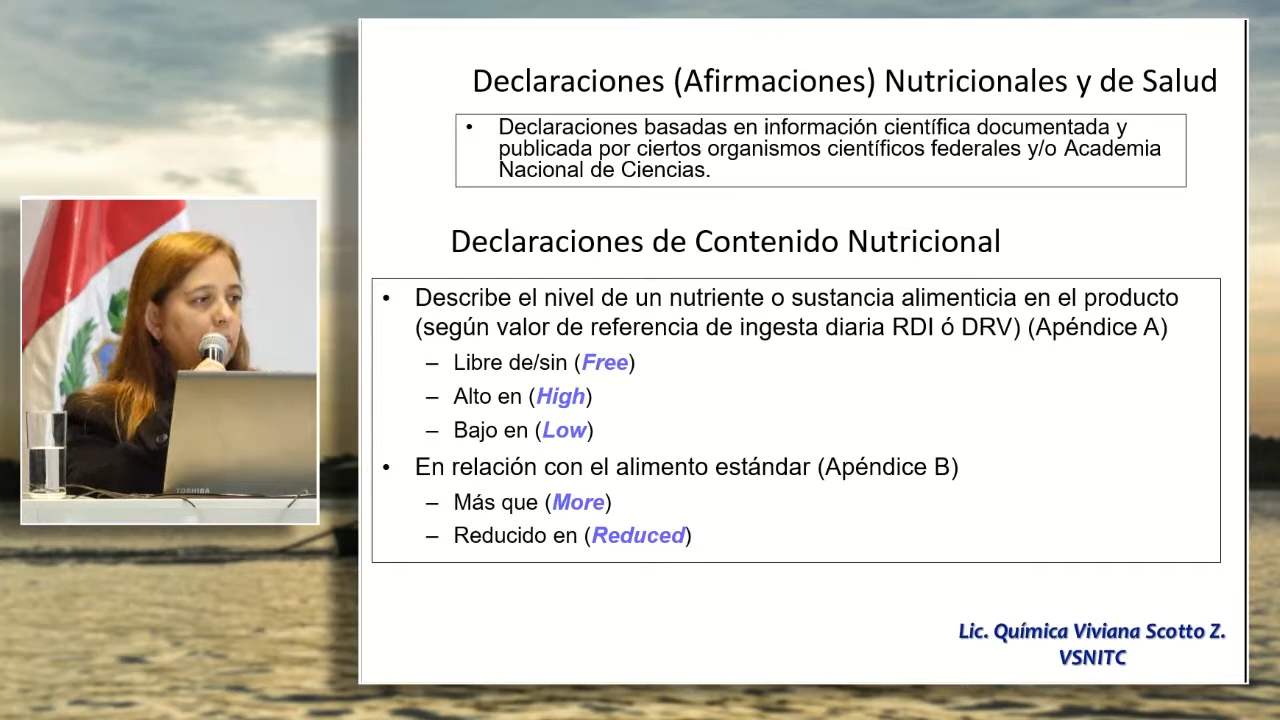 Declaraciones (Afirmaciones) Nutricionales y de Salud
• Declaraciones basadas en información científica documentada y
publicada por ciertos organismos científicos federales y/o Academia
Nacional de Ciencias.
Declaraciones de Contenido Nutricional
• Describe el nivel de un nutriente o sustancia alimenticia en el producto
(según valor de referencia de ingesta diaria RDI ó DRV) (Apéndice A)
– Libre de/sin (Free)
– Alto en (High)
– Bajo en (Low)
• En relación con el alimento estándar (Apéndice B)
– Más que (More)
– Reducido en (Reduced)
Lic. Química Viviana Scotto Z.
VSNITC
TOSHIBA